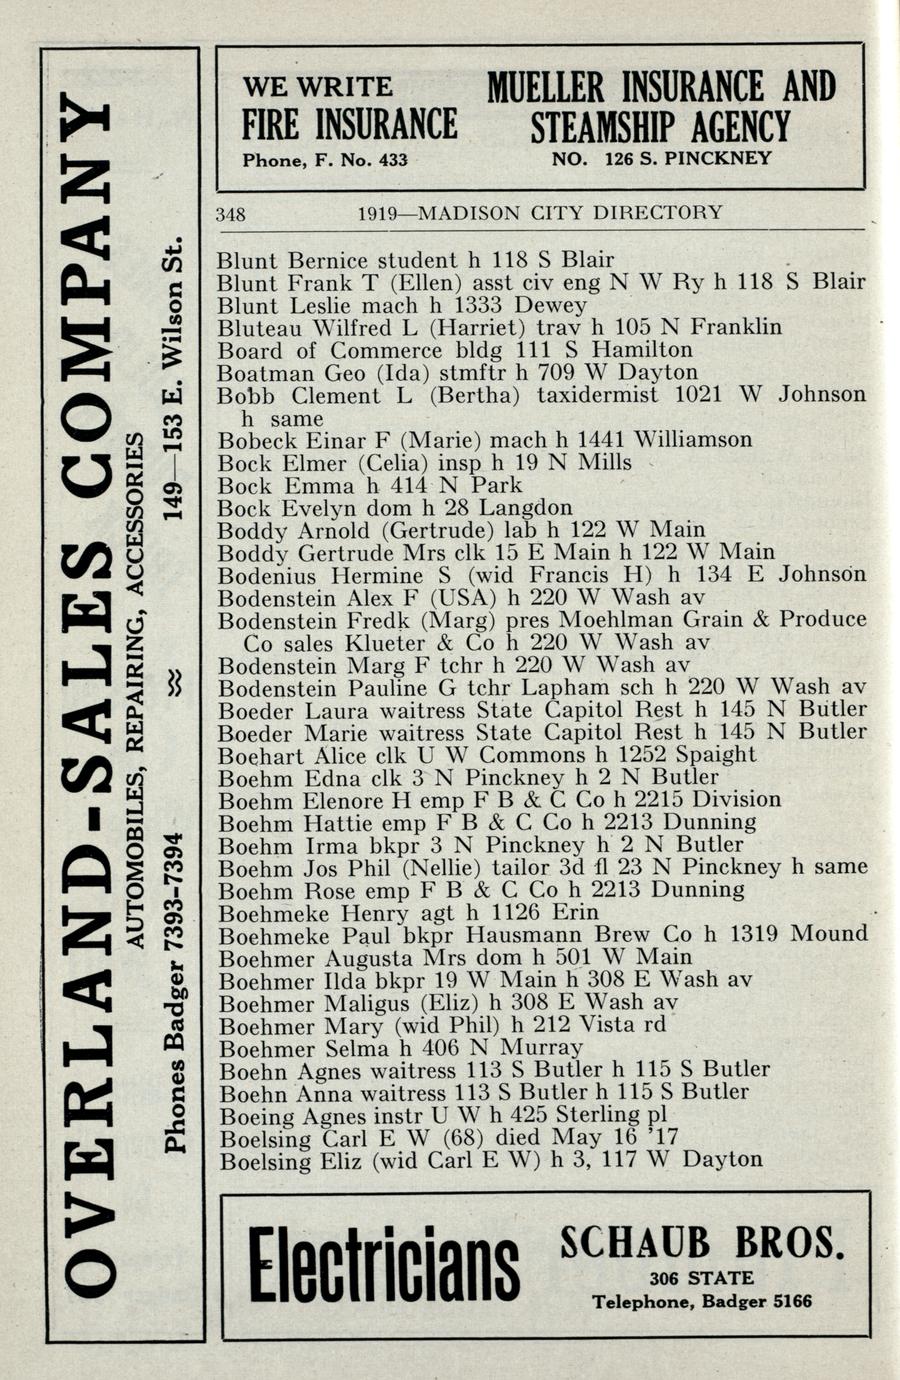 WE WRITE
FIRE INSURANCE
Phone, F. No. 433
MUELLER INSURANCE AND
STEAMSHIP AGENCY
NO. 126 S. PINCKNEY
348 1919—MADISON CITY DIRECTORY
Blunt Bernice student h 118 S Blair
Blunt Frank T (Ellen) asst civ eng N W Ry h 118 S Blair
Blunt Leslie mach h 1333 Dewey
Bluteau Wilfred L (Harriet) trav h 105 N Franklin
Board of Commerce bldg 111 S Hamilton
Boatman Geo (Ida) stmftr h 709 W Dayton
Bobb Clement L (Bertha) taxidermist 1021 W Johnson
h same
Bobeck Einar F (Marie) mach h 1441 Williamson
Bock Elmer (Celia) insp h 19 N Mills
Bock Emma h 414 N Park
Bock Evelyn dom h 28 Langdon
Boddy Arnold (Gertrude) lab h 122 W Main
Boddy Gertrude Mrs clk 15 E Main h 122 W Main
Bodenius Hermine S (wid Francis H) h 134 E Johnson
Bodenstein Alex F (USA) h 220 W Wash av
Bodenstein Fredk (Marg) pres Moehlman Grain & Produce
Co sales Klueter & Co h 220 W Wash av
Bodenstein Marg F tchr h 220 W Wash av
Bodenstein Pauline G tchr Lapham sch h 220 W Wash av
Boeder Laura waitress State Capitol Rest h 145 N Butler
Boeder Marie waitress State Capitol Rest h 145 N Butler
Boehart Alice clk U W Commons h 1252 Spaight
Boehm Edna clk 3 N Pinckney h 2 N Butler
Boehm Elenore H emp F B & C Co h 2215 Division
Boehm Hattie emp F B & C Co h 2213 Dunning
Boehm Irma bkpr 3 N Pinckney h 2 N Butler
Boehm Jos Phil (Nellie) tailor 3d fl 23 N Pinckney h same
Boehm Rose emp F B & C Co h 2213 Dunning
Boehmeke Henry agt h 1126 Erin
Boehmeke Paul bkpr Hausmann Brew Co h 1319 Mound
Boehmer Augusta Mrs dom h 501 W Main
Boehmer Ilda bkpr 19 W Main h 308 E Wash av
Boehmer Maligus (Eliz) h 308 E Wash av
Boehmer Mary (wid Phil) h 212 Vista rd
Boehmer Selma h 406 N Murray
Boehn Agnes waitress 113 S Butler h 115 S Butler
Boehn Anna waitress 113 S Butler h 115 S Butler
Boeing Agnes instr U W h 425 Sterling pl
Boelsing Carl E W (68) died May 16 '17
Boelsing Eliz (wid Carl E W) h 3, 117 W Dayton
Electricians
SCHAUB BROS.
306 STATE
Telephone, Badger 5166
OVERLAND-SALES COMPANY
AUTOMOBILES, REPAIRING, ACCESSORIES
Phones Badger 7393-7394 149—153 E. Wilson St.